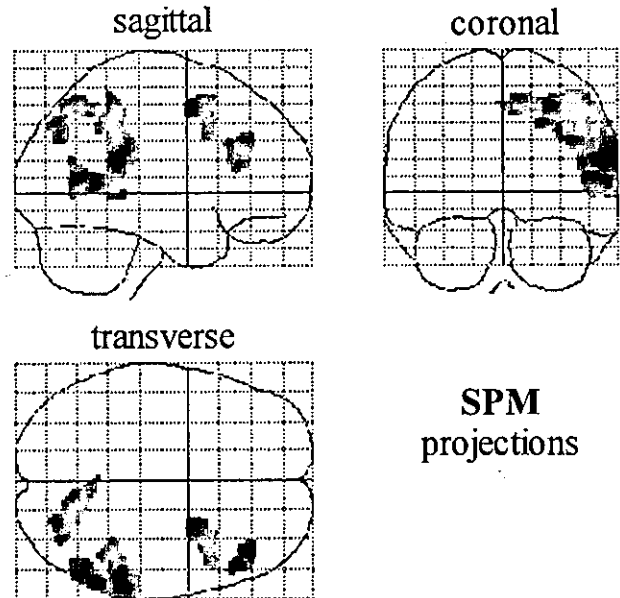 sagittal
coronal
transverse
SPM
projections